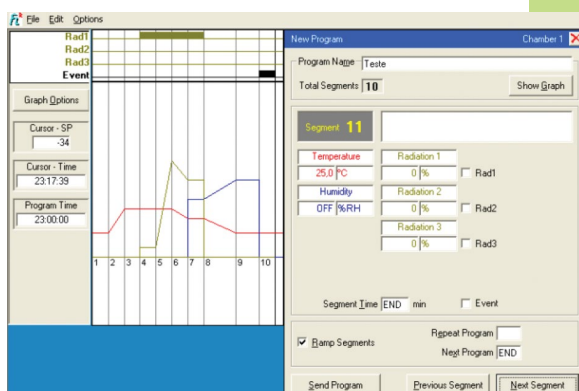 File Edit Options
Rad1
Rad2
Rad3
Event
Graph Options
Cursor - SP
-34
Cursor - Time
23:17:39
Program Time
23:00:00
1 2 3 4 5 6 7 8 9 10
New Program Chamber 1
Program Name Teste
Total Segments 10 Show Graph
Segment 11
Temperature Radiation 1
25,0 °C 0 % Rad1
Humidity Radiation 2
OFF %RH 0 % Rad2
Radiation 3
0 % Rad3
Segment Time END min Event
Ramp Segments Repeat Program
Next Program END
Send Program Previous Segment Next Segment